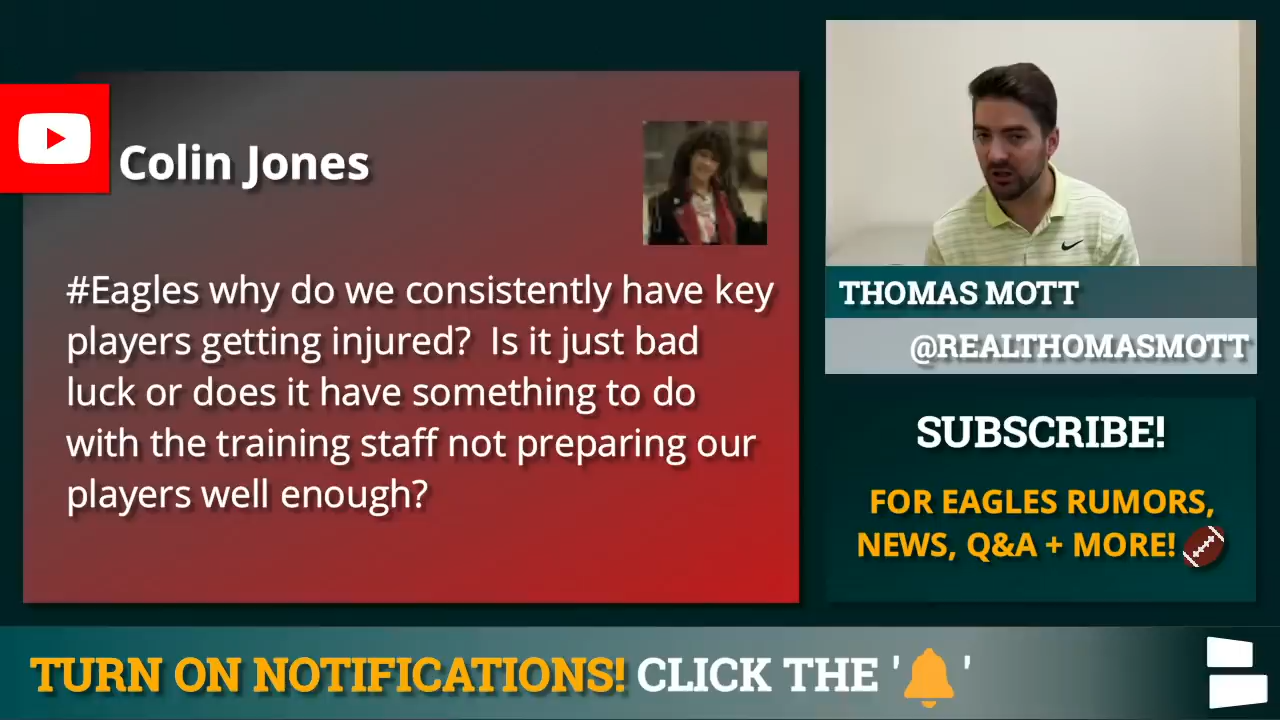 Colin Jones
#Eagles why do we consistently have key
players getting injured?  Is it just bad
luck or does it have something to do
with the training staff not preparing our
players well enough?
THOMAS MOTT
@REALTHOMASMOTT
SUBSCRIBE!
FOR EAGLES RUMORS,
NEWS, Q&A + MORE! 🏈
TURN ON NOTIFICATIONS! CLICK THE '🔔'